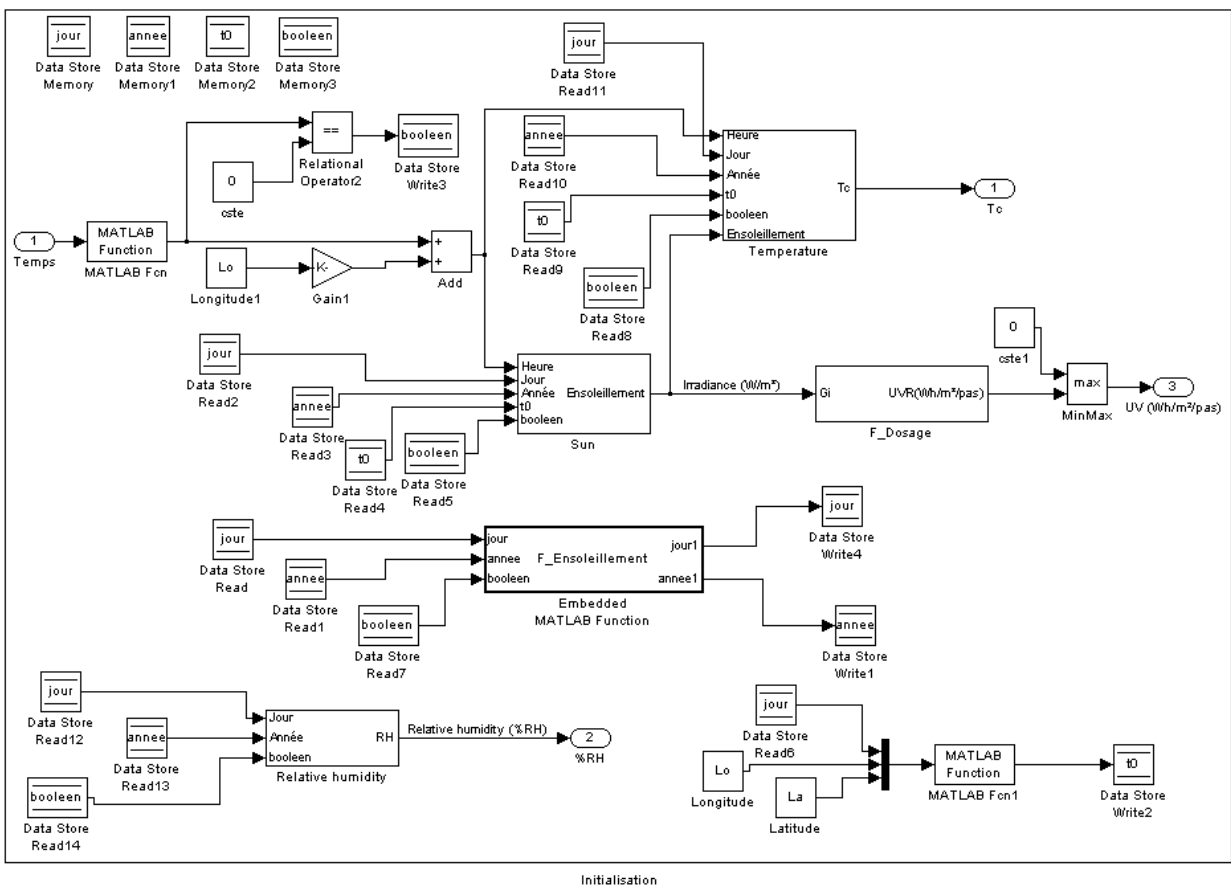 jour
Data Store
Memory
annee
Data Store
Memory1
t0
Data Store
Memory2
booleen
Data Store
Memory3
jour
Data Store
Read11
==
Relational
Operator2
booleen
Data Store
Write3
0
cste
1
Temps
MATLAB
Function
MATLAB Fcn
Lo
Longitude1
K-
Gain1
+
+
Add
annee
Data Store
Read10
t0
Data Store
Read9
booleen
Data Store
Read8
Heure
Jour
Année
t0
booleen
Ensoleillement
Tc
Temperature
1
Tc
jour
Data Store
Read2
annee
Data Store
Read3
t0
Data Store
Read4
booleen
Data Store
Read5
Heure
Jour
Année
t0
booleen
Ensoleillement
Sun
Irradiance (W/m²)
Gi
UVR(Wh/m²/pas)
F_Dosage
0
cste1
max
MinMax
3
UV (Wh/m²/pas)
jour
Data Store
Read
annee
Data Store
Read1
booleen
Data Store
Read7
jour
annee
booleen
F_Ensoleillement
jour1
annee1
Embedded
MATLAB Function
jour
Data Store
Write4
annee
Data Store
Write1
jour
Data Store
Read12
annee
Data Store
Read13
booleen
Data Store
Read14
Jour
Année
booleen
RH
Relative humidity
Relative humidity (%RH)
2
%RH
jour
Data Store
Read6
Lo
Longitude
La
Latitude
MATLAB
Function
MATLAB Fcn1
t0
Data Store
Write2
Initialisation